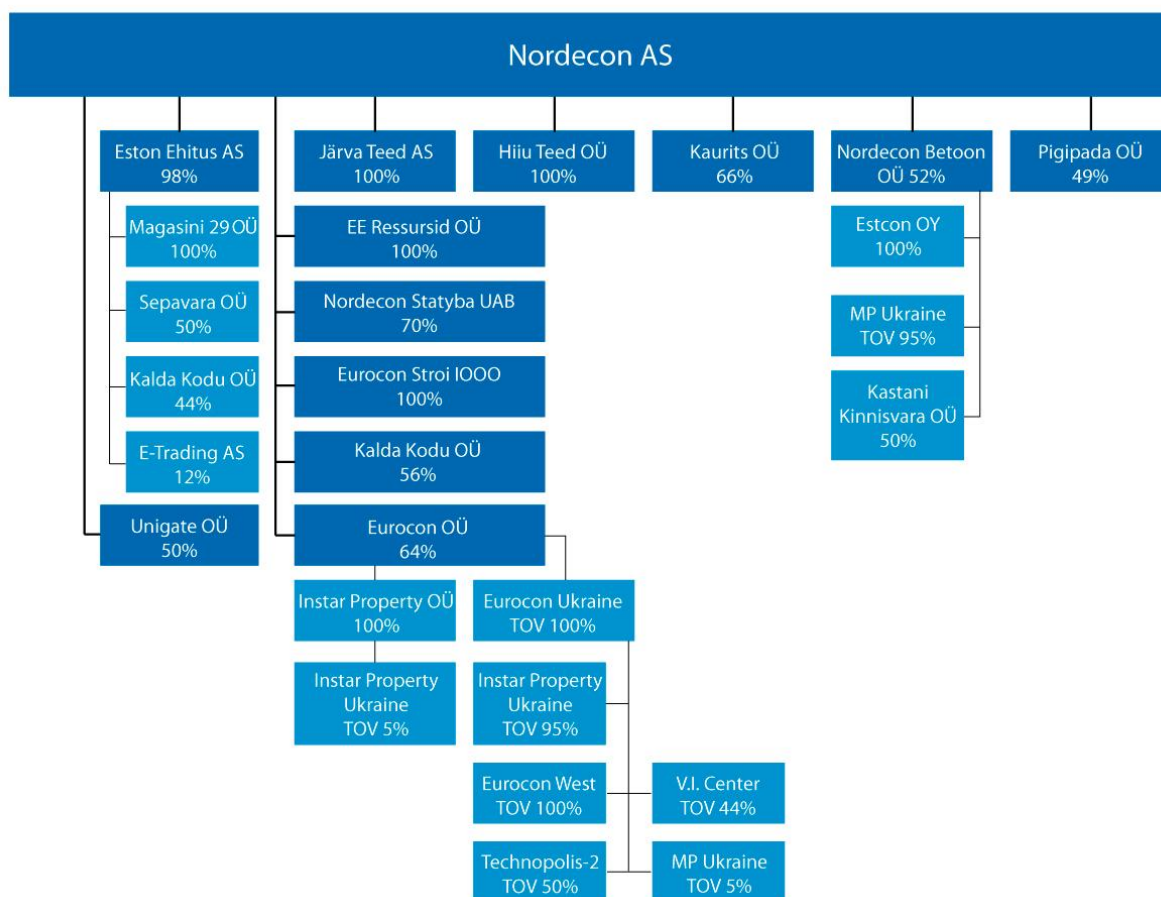 Nordecon AS
Eston Ehitus AS
98%
Järva Teed AS
100%
Hiiu Teed OÜ
100%
Kaurits OÜ
66%
Nordecon Betoon
OÜ 52%
Pigipada OÜ
49%
Magasini 29 OÜ
100%
Sepavara OÜ
50%
Kalda Kodu OÜ
44%
E-Trading AS
12%
Unigate OÜ
50%
EE Ressursid OÜ
100%
Nordecon Statyba UAB
70%
Eurocon Stroi IOOO
100%
Kalda Kodu OÜ
56%
Eurocon OÜ
64%
Estcon OY
100%
MP Ukraine
TOV 95%
Kastani
Kinnisvara OÜ
50%
Instar Property OÜ
100%
Instar Property
Ukraine
TOV 5%
Eurocon Ukraine
TOV 100%
Instar Property
Ukraine
TOV 95%
Eurocon West
TOV 100%
V.I. Center
TOV 44%
Technopolis-2
TOV 50%
MP Ukraine
TOV 5%